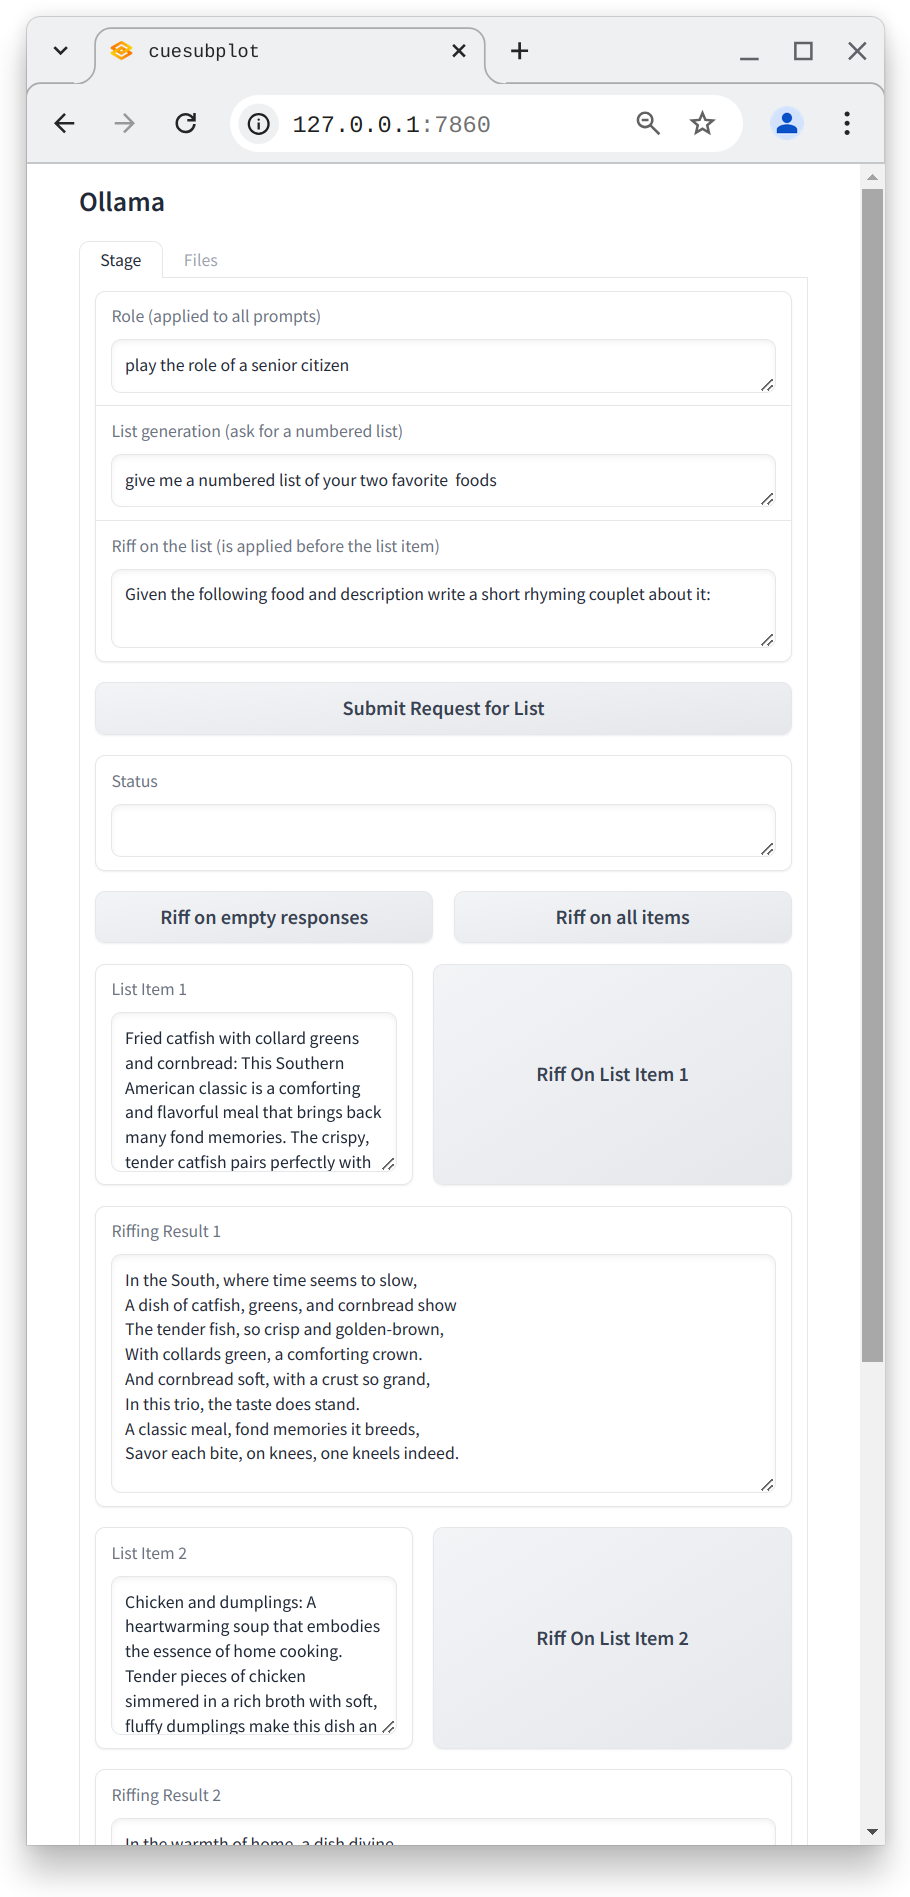 cuesubplot
127.0.0.1:7860
Ollama
Stage Files
Role (applied to all prompts)
play the role of a senior citizen
List generation (ask for a numbered list)
give me a numbered list of your two favorite  foods
Riff on the list (is applied before the list item)
Given the following food and description write a short rhyming couplet about it:
Submit Request for List
Status
Riff on empty responses Riff on all items
List Item 1
Fried catfish with collard greens
and cornbread: This Southern
American classic is a comforting
and flavorful meal that brings back
many fond memories. The crispy,
tender catfish pairs perfectly with
Riff On List Item 1
Riffing Result 1
In the South, where time seems to slow,
A dish of catfish, greens, and cornbread show
The tender fish, so crisp and golden-brown,
With collards green, a comforting crown.
And cornbread soft, with a crust so grand,
In this trio, the taste does stand.
A classic meal, fond memories it breeds,
Savor each bite, on knees, one kneels indeed.
List Item 2
Chicken and dumplings: A
heartwarming soup that embodies
the essence of home cooking.
Tender pieces of chicken
simmered in a rich broth with soft,
fluffy dumplings make this dish an
Riff On List Item 2
Riffing Result 2
In the warmth of home, a dish divine